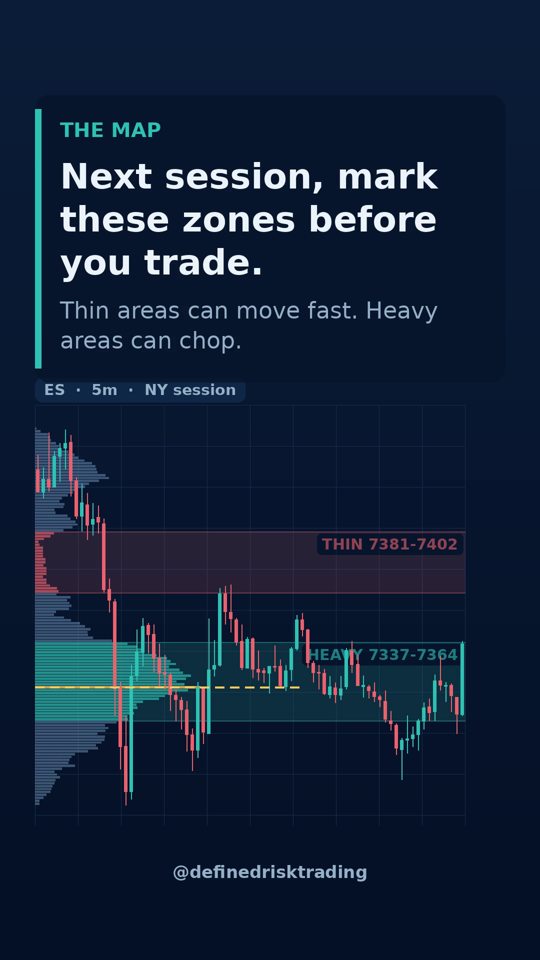 THE MAP
Next session, mark
these zones before
you trade.
Thin areas can move fast. Heavy
areas can chop.
ES · 5m · NY session
THIN 7381-7402
HEAVY 7337-7364
@definedrisktrading